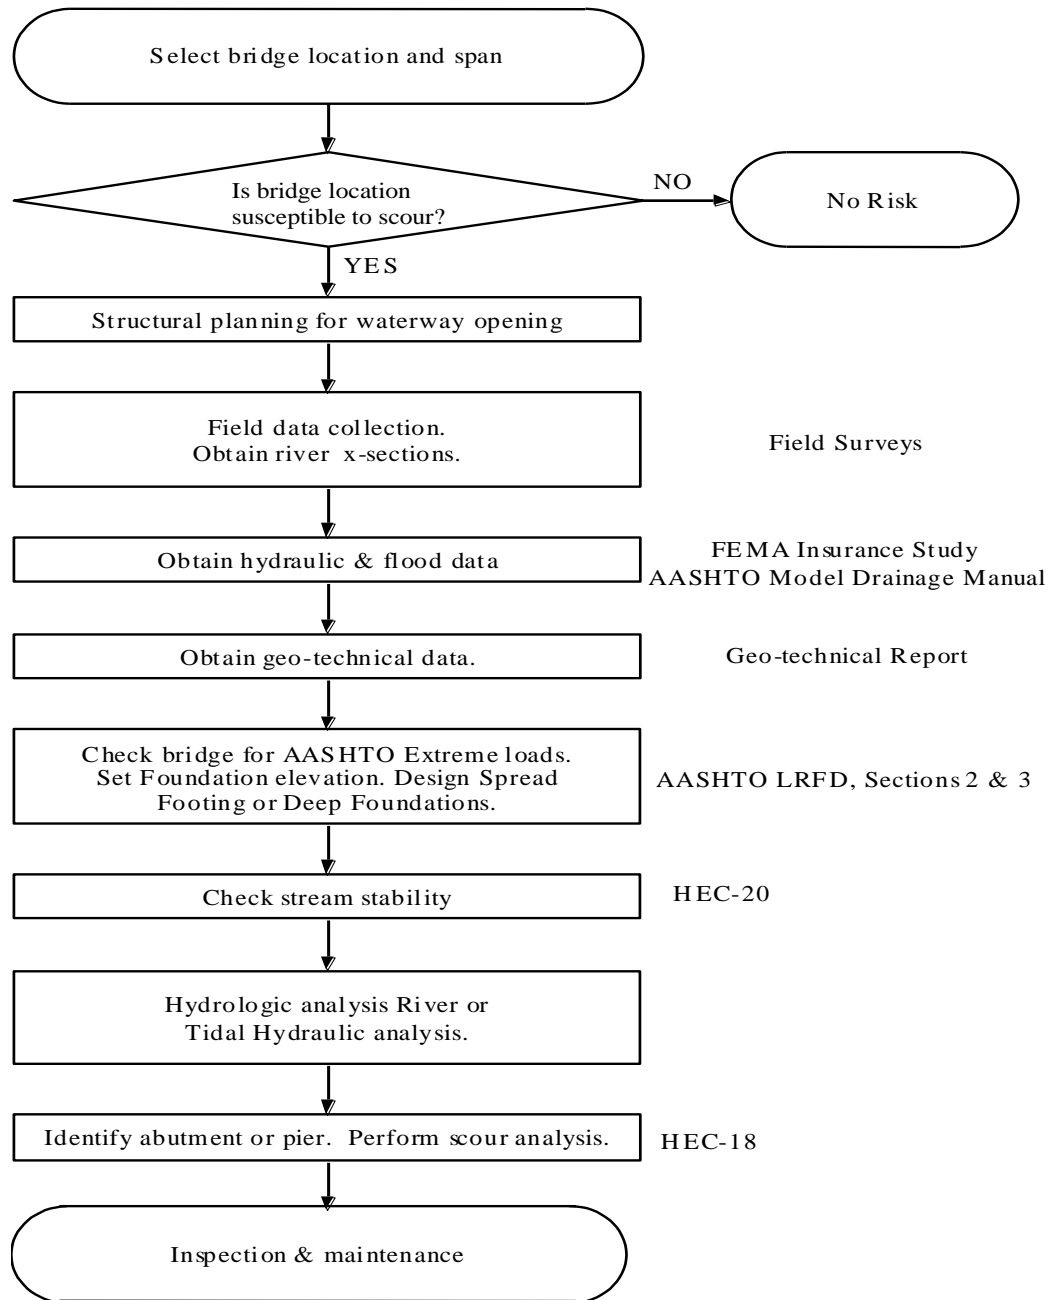 Select bridge location and span
Is bridge location
susceptible to scour?
NO
No Risk
YES
Structural planning for waterway opening
Field data collection.
Obtain river x-sections.
Field Surveys
Obtain hydraulic & flood data
FEMA Insurance Study
AASHTO Model Drainage Manual
Obtain geo-technical data.
Geo-technical Report
Check bridge for AASHTO Extreme loads.
Set Foundation elevation. Design Spread
Footing or Deep Foundations.
AASHTO LRFD, Sections 2 & 3
Check stream stability
HEC-20
Hydrologic analysis River or
Tidal Hydraulic analysis.
Identify abutment or pier. Perform scour analysis.
HEC-18
Inspection & maintenance